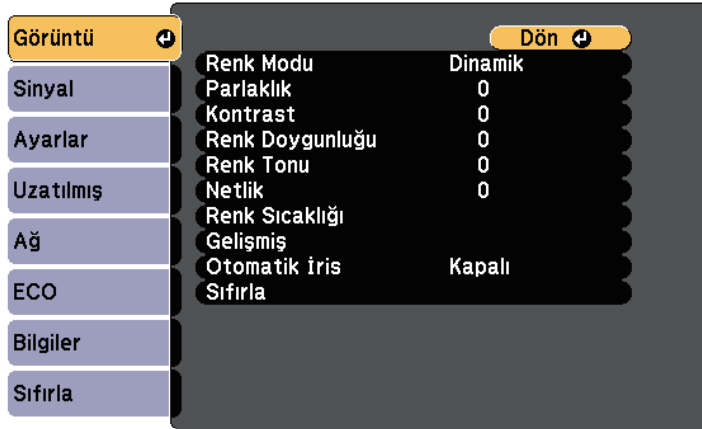 Görüntü
Sinyal
Ayarlar
Uzatılmış
Ağ
ECO
Bilgiler
Sıfırla
Dön
Renk Modu Dinamik
Parlaklık 0
Kontrast 0
Renk Doygunluğu 0
Renk Tonu 0
Netlik 0
Renk Sıcaklığı
Gelişmiş
Otomatik İris Kapalı
Sıfırla